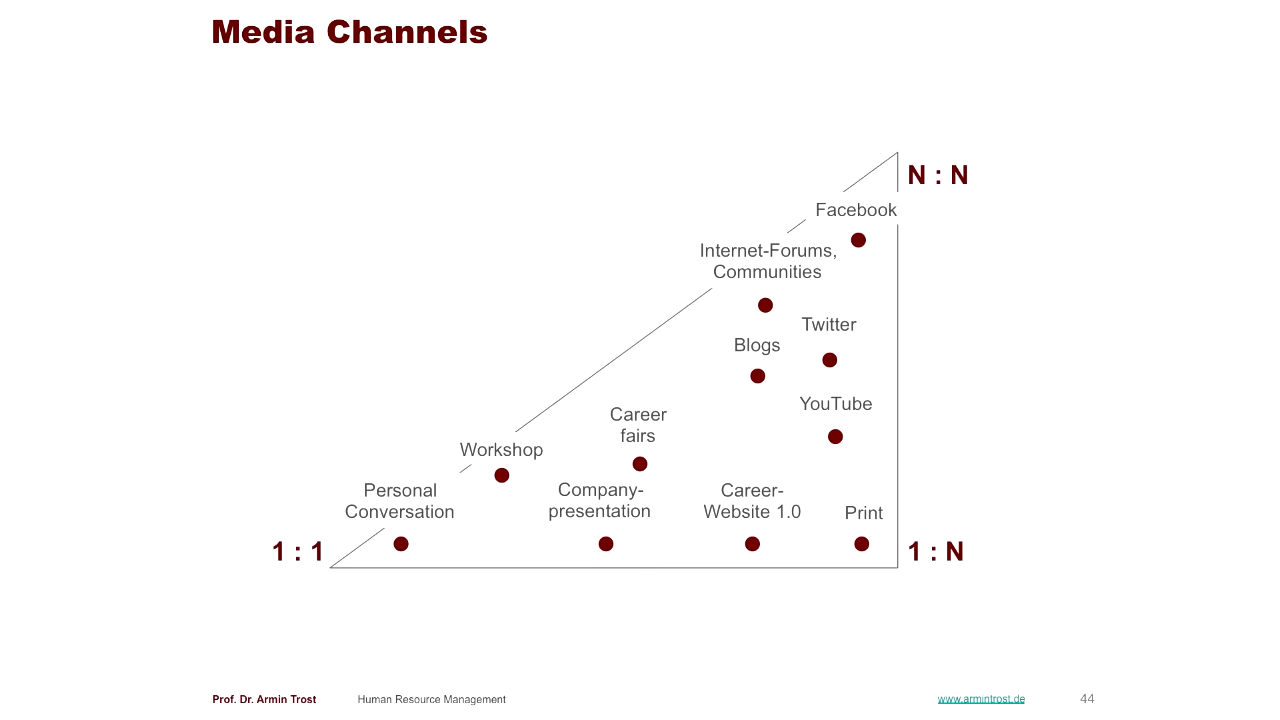 Media Channels
N : N
Facebook
Internet-Forums,
Communities
Twitter
Blogs
YouTube
Career
fairs
Workshop
Personal
Conversation
Company-
presentation
Career-
Website 1.0
Print
1 : 1
1 : N
Prof. Dr. Armin Trost Human Resource Management www.armintrost.de 44